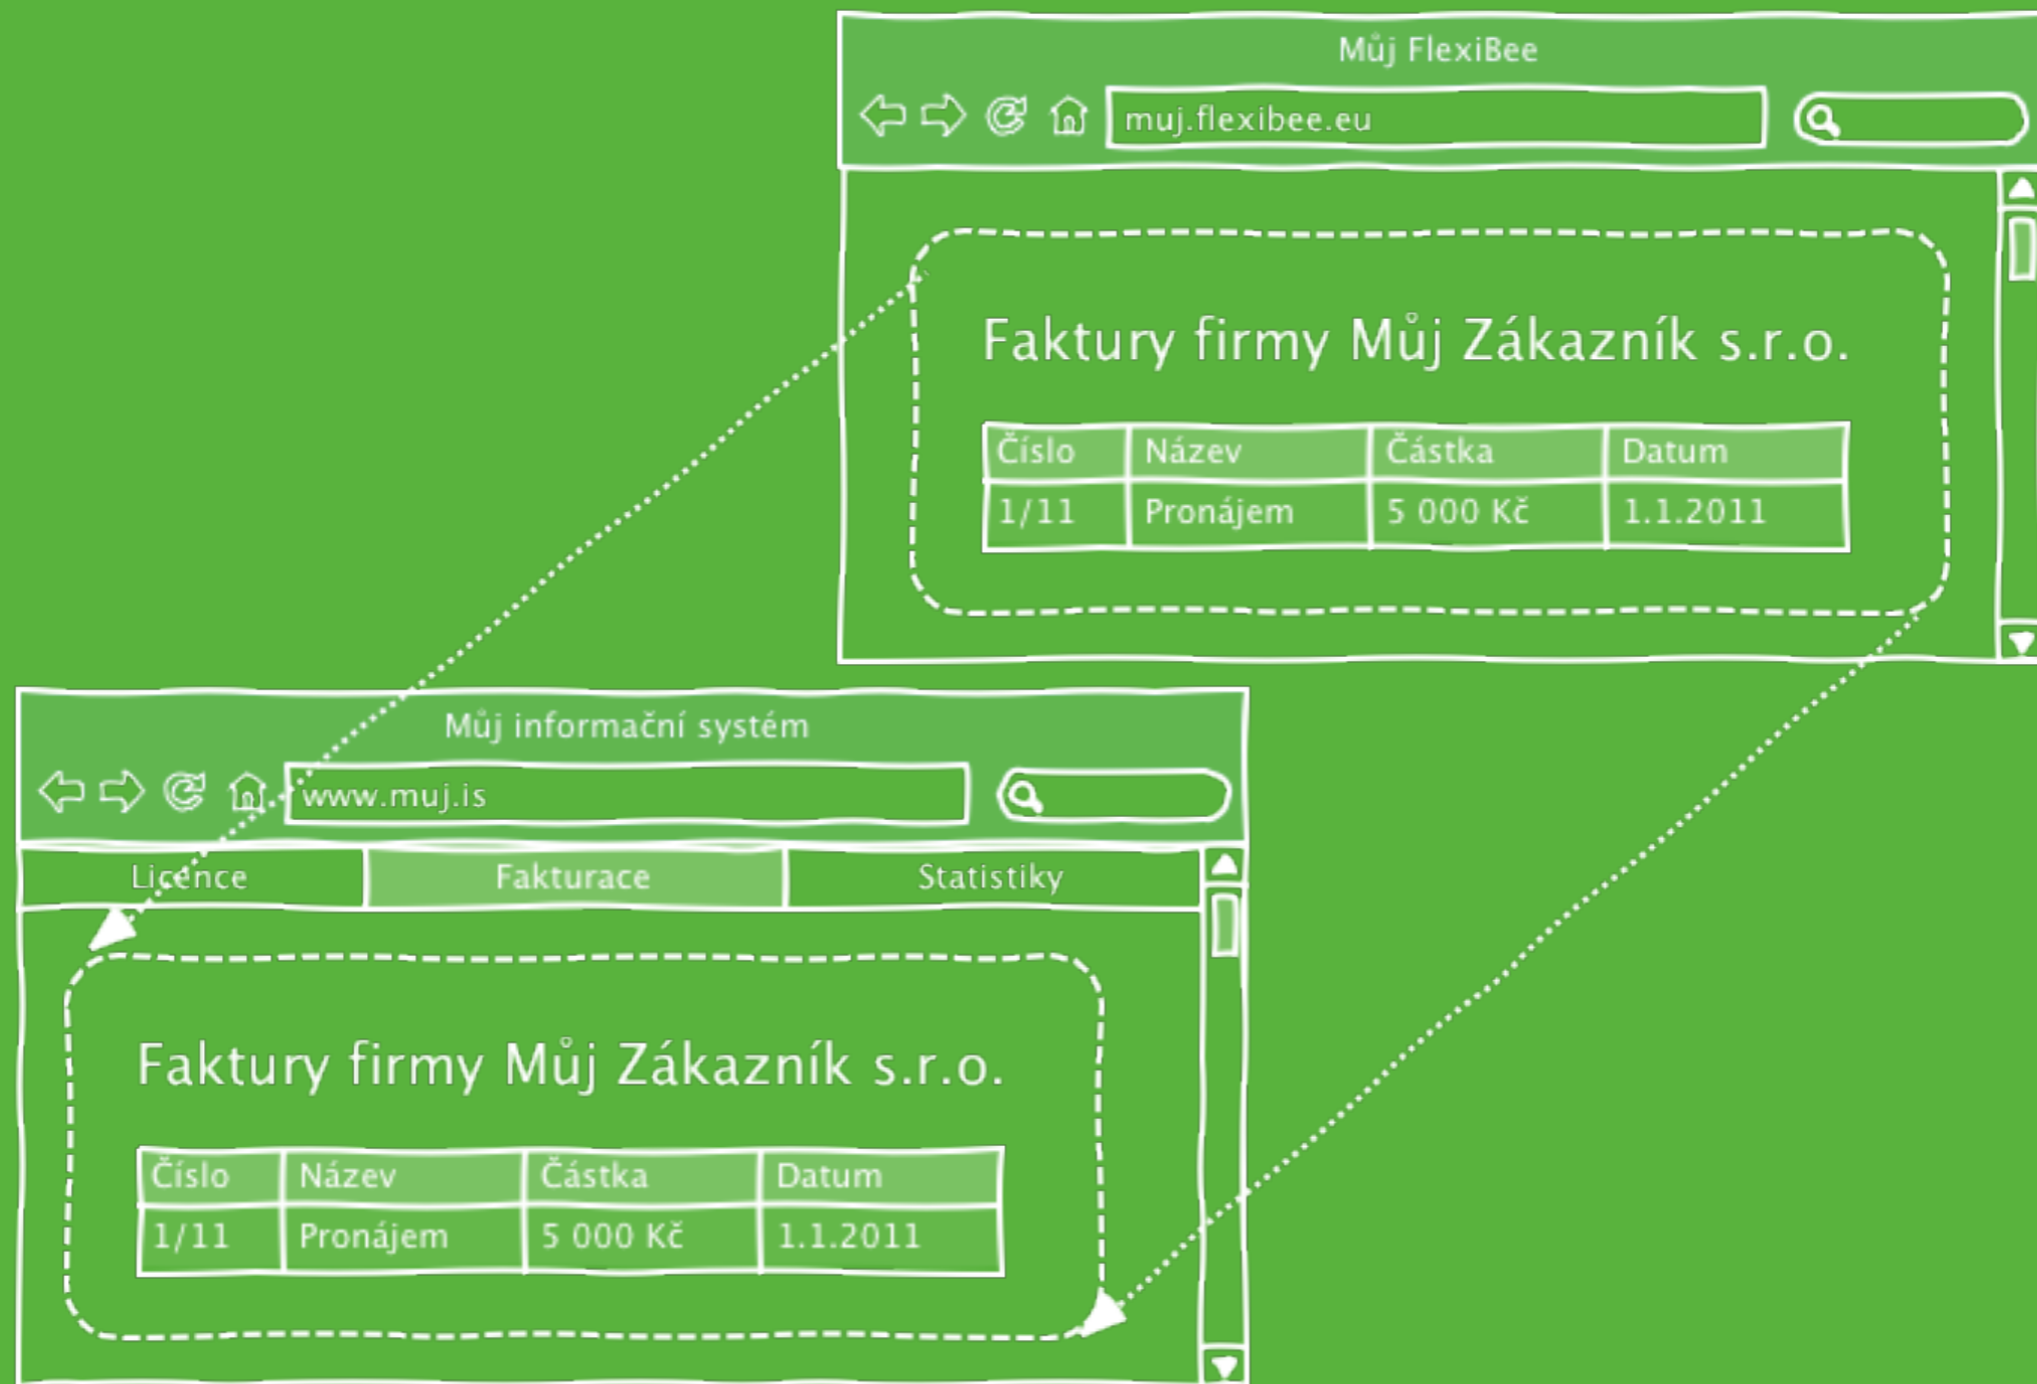 Můj FlexiBee
muj.flexibee.eu
Faktury firmy Můj Zákazník s.r.o.
Číslo Název Částka Datum
1/11 Pronájem 5 000 Kč 1.1.2011
Můj informační systém
www.muj.is
Licence Fakturace Statistiky
Faktury firmy Můj Zákazník s.r.o.
Číslo Název Částka Datum
1/11 Pronájem 5 000 Kč 1.1.2011